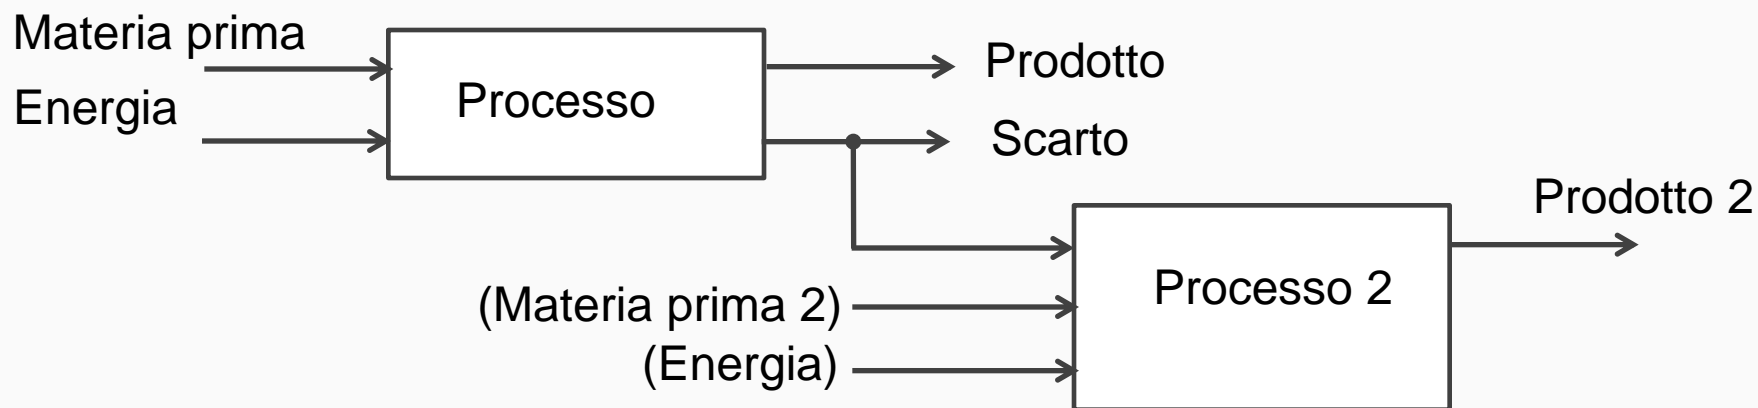 Materia prima
Energia
Processo
Prodotto
Scarto
Prodotto 2
Processo 2
(Materia prima 2)
(Energia)